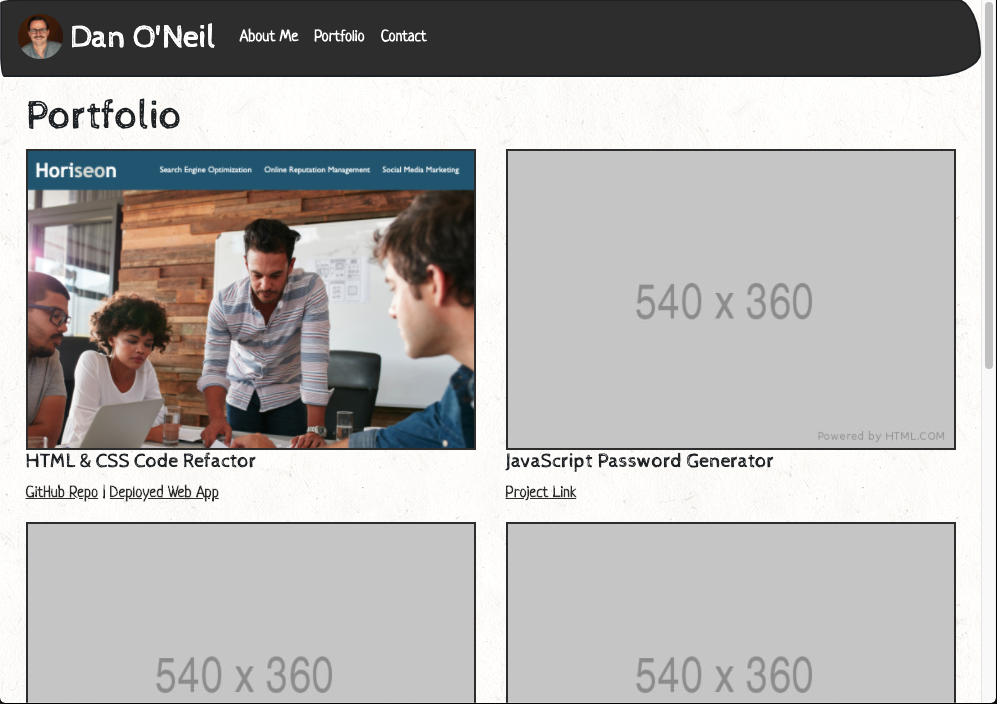 Dan O'Neil About Me Portfolio Contact
Portfolio
Horiseon Search Engine Optimization Online Reputation Management Social Media Marketing
540 x 360
Powered by HTML.COM
HTML & CSS Code Refactor
GitHub Repo | Deployed Web App
JavaScript Password Generator
Project Link
540 x 360
540 x 360